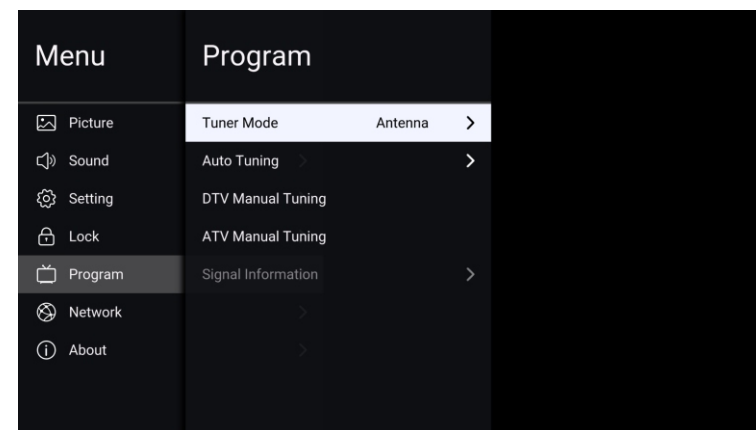 Menu
Program
Picture
Sound
Setting
Lock
Program
Network
About
Tuner Mode Antenna
Auto Tuning
DTV Manual Tuning
ATV Manual Tuning
Signal Information